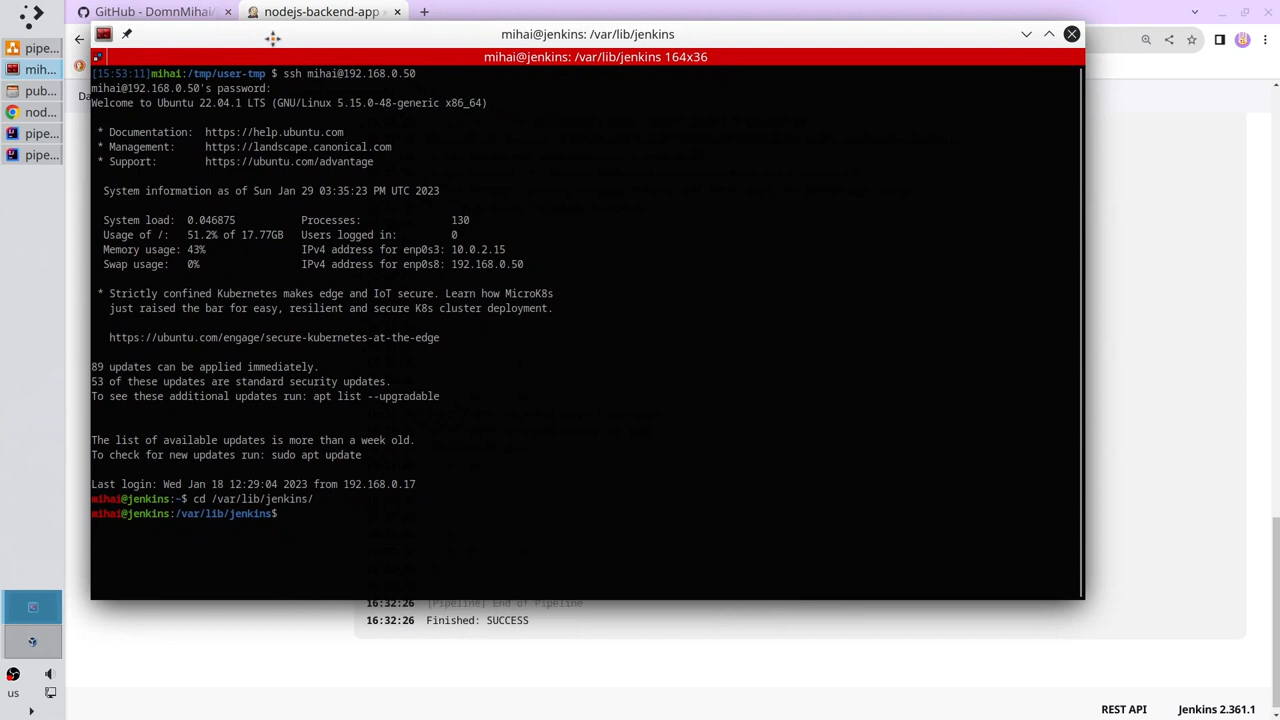 GitHub - DomnMihai/
nodejs-backend-app
mihai@jenkins: /var/lib/jenkins
mihai@jenkins: /var/lib/jenkins 164x36
pipe...
mih...
pub...
nod...
pipe...
pipe...
[15:53:11]mihai:/tmp/user-tmp $ ssh mihai@192.168.0.50
mihai@192.168.0.50's password:
Welcome to Ubuntu 22.04.1 LTS (GNU/Linux 5.15.0-48-generic x86_64)
* Documentation: https://help.ubuntu.com
* Management: https://landscape.canonical.com
* Support: https://ubuntu.com/advantage
System information as of Sun Jan 29 03:35:23 PM UTC 2023
System load: 0.046875 Processes: 130
Usage of /: 51.2% of 17.77GB Users logged in: 0
Memory usage: 43% IPv4 address for enp0s3: 10.0.2.15
Swap usage: 0% IPv4 address for enp0s8: 192.168.0.50
* Strictly confined Kubernetes makes edge and IoT secure. Learn how MicroK8s
just raised the bar for easy, resilient and secure K8s cluster deployment.
https://ubuntu.com/engage/secure-kubernetes-at-the-edge
89 updates can be applied immediately.
53 of these updates are standard security updates.
To see these additional updates run: apt list --upgradable
The list of available updates is more than a week old.
To check for new updates run: sudo apt update
Last login: Wed Jan 18 12:29:04 2023 from 192.168.0.17
mihai@jenkins:~$ cd /var/lib/jenkins/
mihai@jenkins:/var/lib/jenkins$
16:32:26 [Pipeline] End of Pipeline
16:32:26 Finished: SUCCESS
us
REST API Jenkins 2.361.1